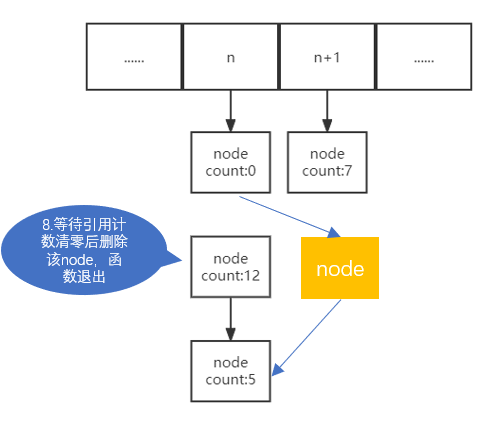 ......
n
n+1
......
node
count:0
node
count:7
8.等待引用计
数清零后删除
该node，函
数退出
node
count:12
node
node
count:5